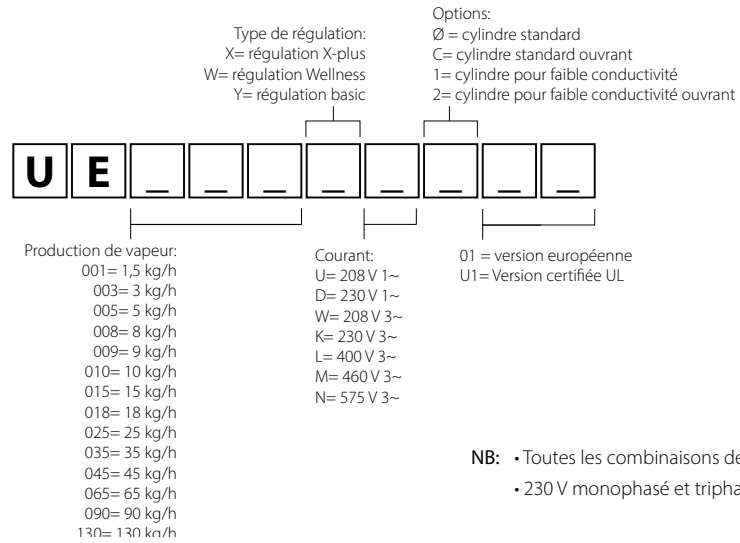 Type de régulation:
X= régulation X-plus
W= régulation Wellness
Y= régulation basic
Options:
Ø = cylindre standard
C= cylindre standard ouvrant
1= cylindre pour faible conductivité
2= cylindre pour faible conductivité ouvrant
U E _ _ _ _ _ _ _ _
Production de vapeur:
001= 1,5 kg/h
003= 3 kg/h
005= 5 kg/h
008= 8 kg/h
009= 9 kg/h
010= 10 kg/h
015= 15 kg/h
018= 18 kg/h
025= 25 kg/h
035= 35 kg/h
045= 45 kg/h
065= 65 kg/h
090= 90 kg/h
130= 130 kg/h
Courant:
U= 208 V 1~
D= 230 V 1~
W= 208 V 3~
K= 230 V 3~
L= 400 V 3~
M= 460 V 3~
N= 575 V 3~
01 = version européenne
U1= Version certifiée UL
NB: • Toutes les combinaisons de
• 230 V monophasé et tripha